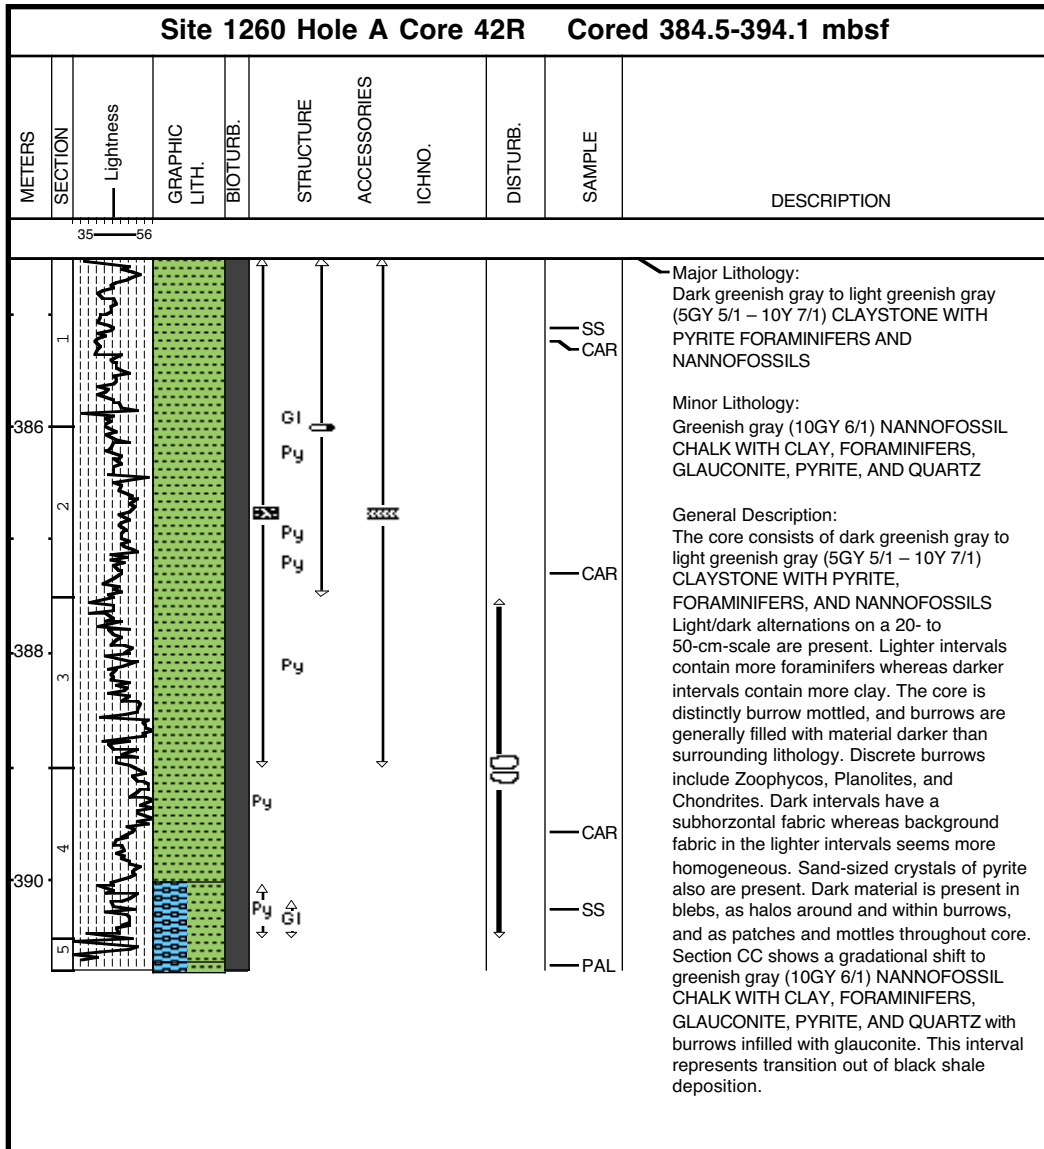 Site 1260 Hole A Core 42R Cored 384.5-394.1 mbsf
METERS
SECTION
Lightness
GRAPHIC
LITH.
BIOTURB.
STRUCTURE
ACCESSORIES
ICHNO.
DISTURB.
SAMPLE
DESCRIPTION
35 56
1
2
3
4
5
386
388
390
Gl
Py
Py
Py
Py
Py
Py
Gl
SS
CAR
CAR
CAR
SS
PAL
Major Lithology:
Dark greenish gray to light greenish gray
(5GY 5/1 – 10Y 7/1) CLAYSTONE WITH
PYRITE FORAMINIFERS AND
NANNOFOSSILS
Minor Lithology:
Greenish gray (10GY 6/1) NANNOFOSSIL
CHALK WITH CLAY, FORAMINIFERS,
GLAUCONITE, PYRITE, AND QUARTZ
General Description:
The core consists of dark greenish gray to
light greenish gray (5GY 5/1 – 10Y 7/1)
CLAYSTONE WITH PYRITE,
FORAMINIFERS, AND NANNOFOSSILS
Light/dark alternations on a 20- to
50-cm-scale are present. Lighter intervals
contain more foraminifers whereas darker
intervals contain more clay. The core is
distinctly burrow mottled, and burrows are
generally filled with material darker than
surrounding lithology. Discrete burrows
include Zoophycos, Planolites, and
Chondrites. Dark intervals have a
subhorzontal fabric whereas background
fabric in the lighter intervals seems more
homogeneous. Sand-sized crystals of pyrite
also are present. Dark material is present in
blebs, as halos around and within burrows,
and as patches and mottles throughout core.
Section CC shows a gradational shift to
greenish gray (10GY 6/1) NANNOFOSSIL
CHALK WITH CLAY, FORAMINIFERS,
GLAUCONITE, PYRITE, AND QUARTZ with
burrows infilled with glauconite. This interval
represents transition out of black shale
deposition.